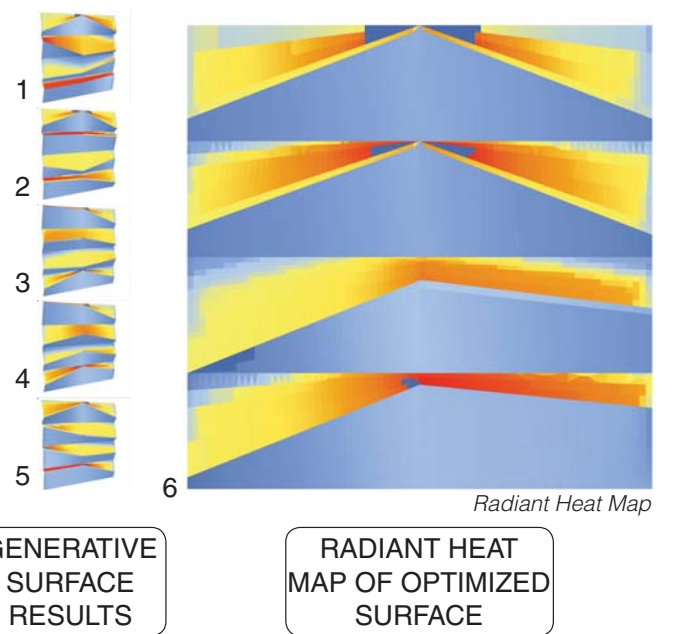 1
2
3
4
5
6
Radiant Heat Map
GENERATIVE
SURFACE
RESULTS
RADIANT HEAT
MAP OF OPTIMIZED
SURFACE